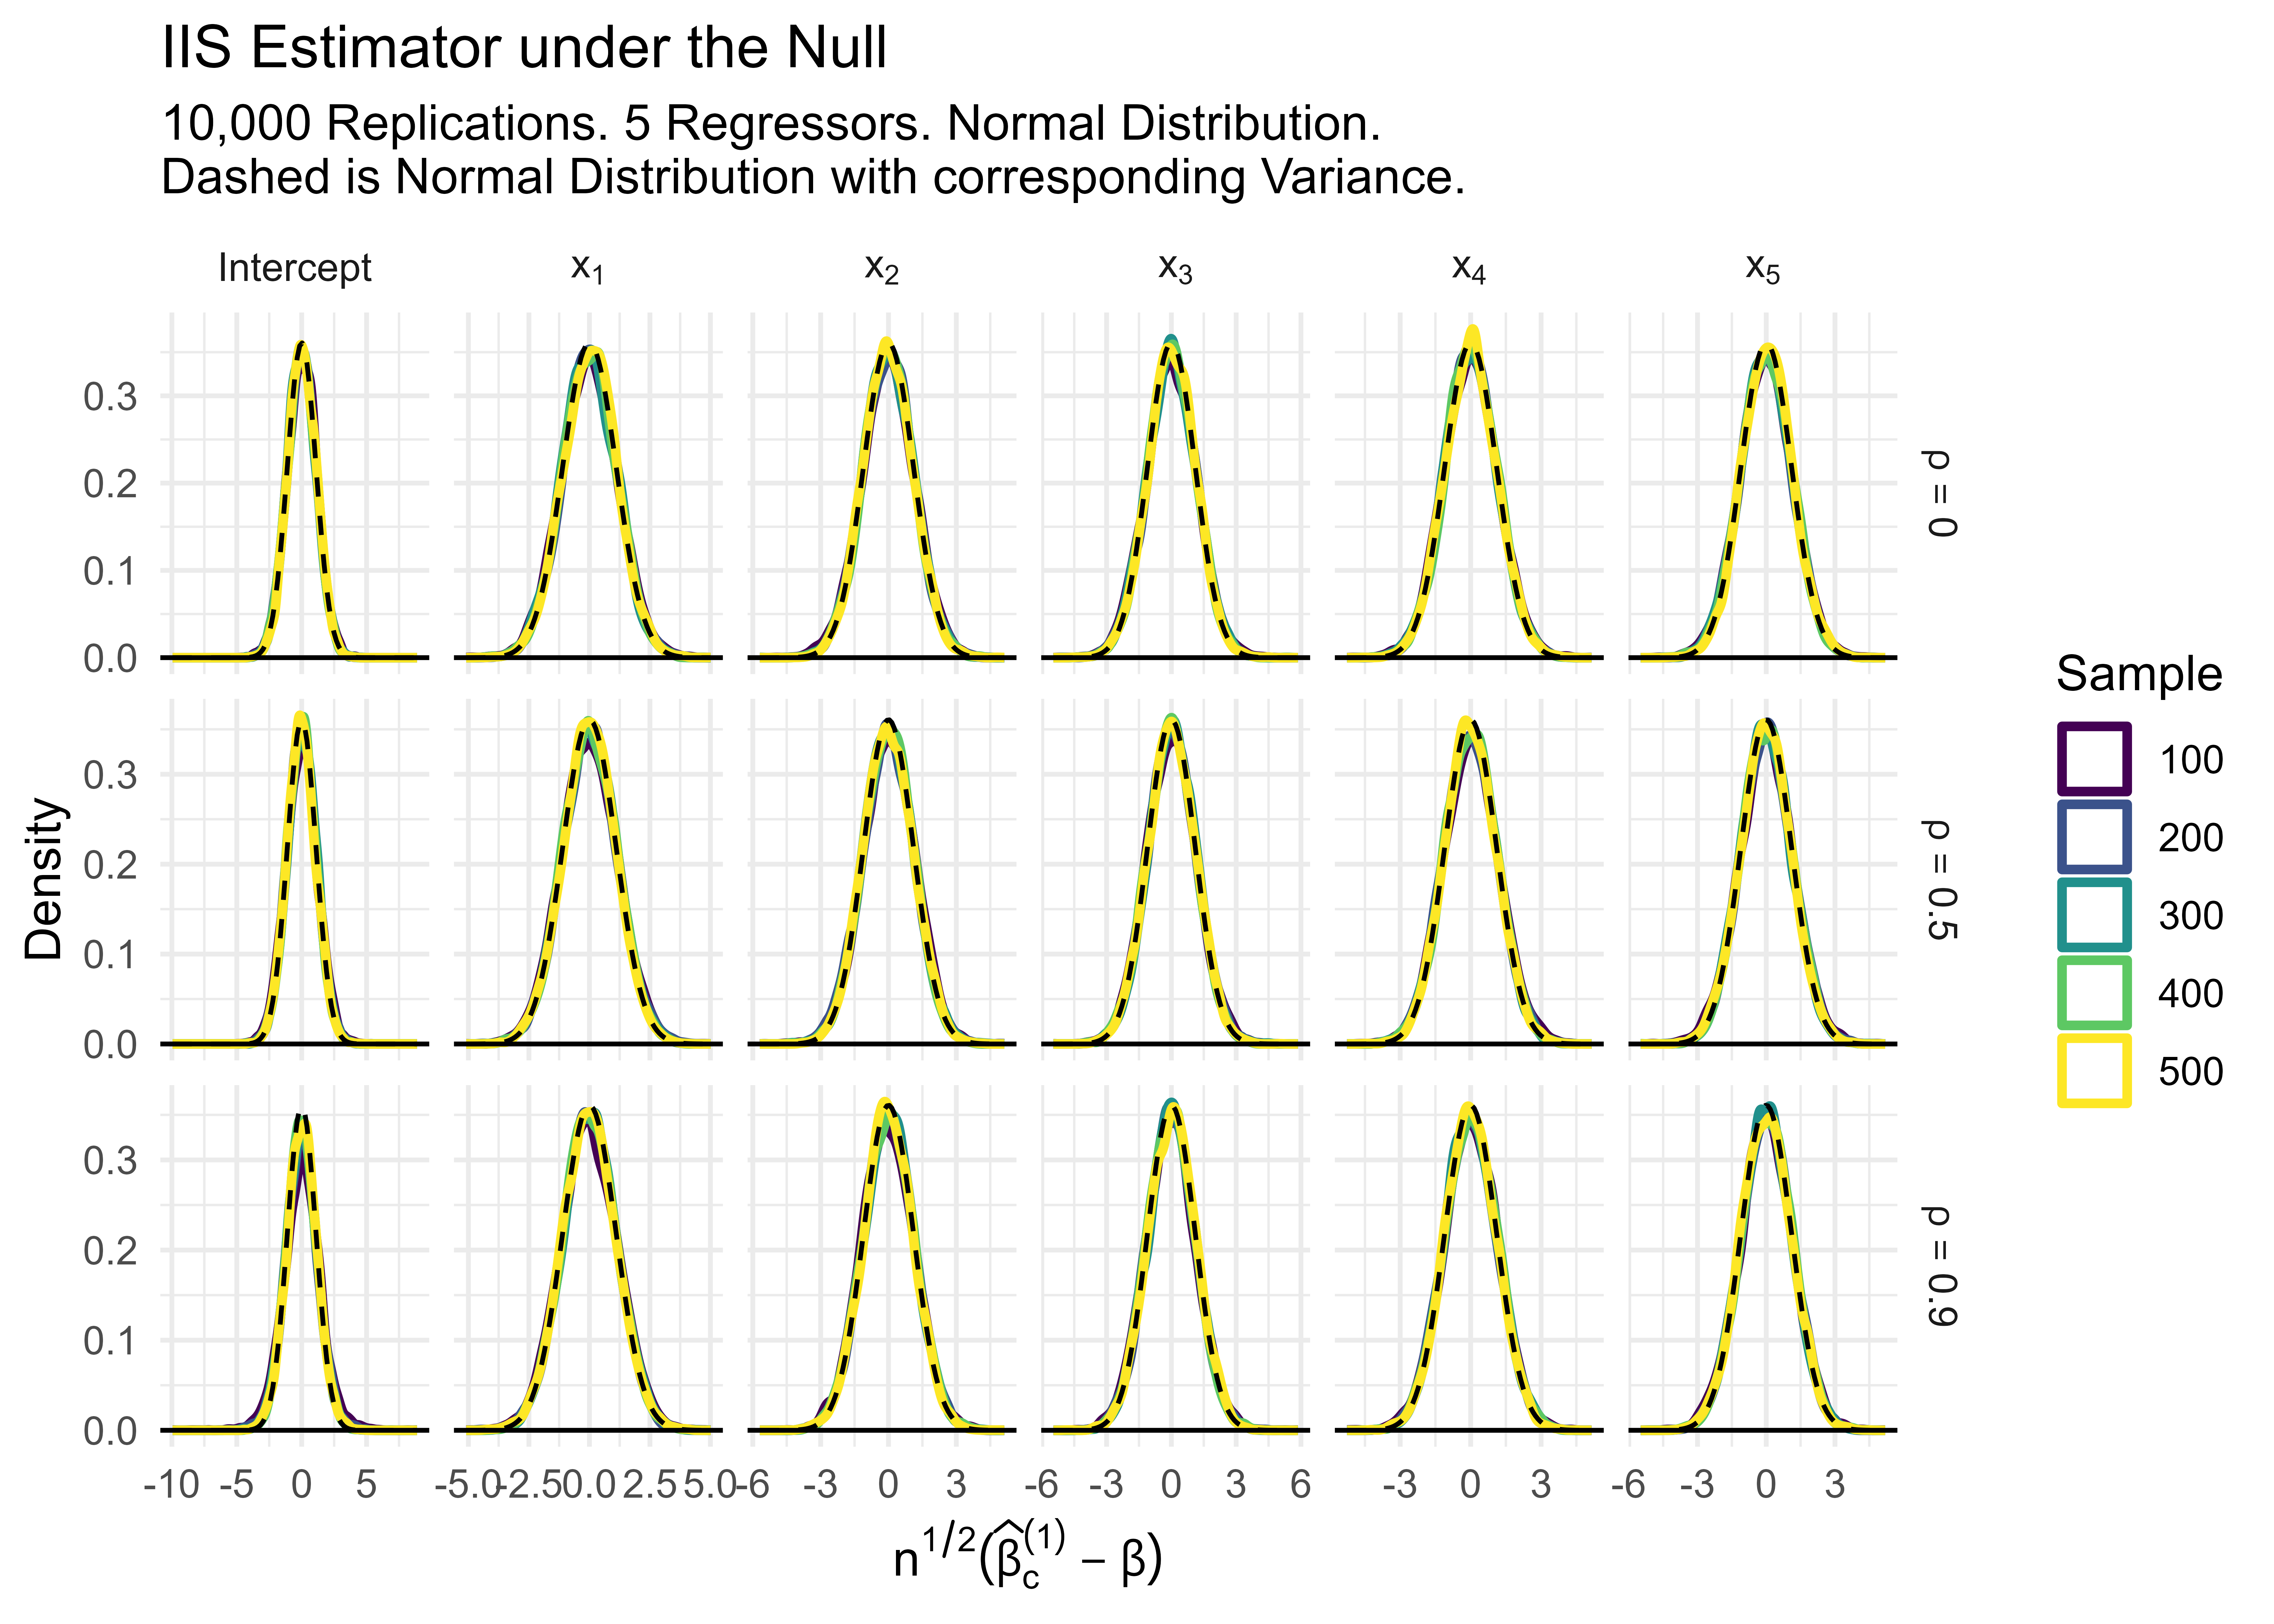 IIS Estimator under the Null
10,000 Replications. 5 Regressors. Normal Distribution.
Dashed is Normal Distribution with corresponding Variance.
Intercept x₁ x₂ x₃ x₄ x₅
0.3
0.2
0.1
0.0
ρ = 0
0.3
0.2
0.1
0.0
ρ = 0.5
0.3
0.2
0.1
0.0
ρ = 0.9
Density
-10 -5 0 5 -5.0 -2.5 0.0 2.5 5.0 -6 -3 0 3 -6 -3 0 3 6 -3 0 3 -6 -3 0 3
n^1/2(β̂_c^(1) − β)
Sample
100
200
300
400
500